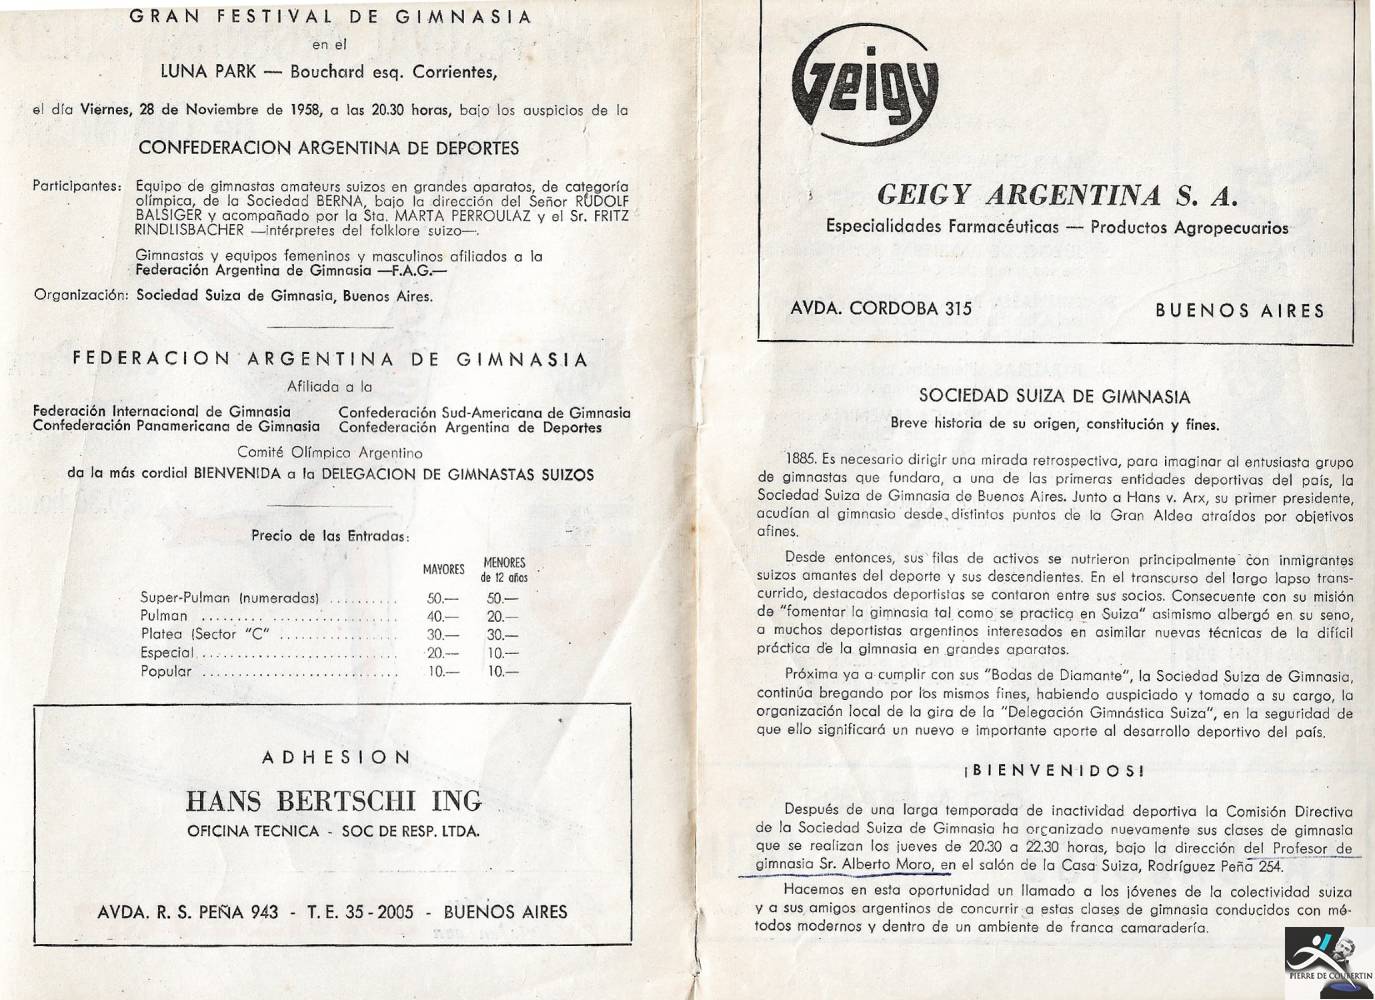 GRAN FESTIVAL DE GIMNASIA
en el
LUNA PARK — Bouchard esq. Corrientes,
el día Viernes, 28 de Noviembre de 1958, a las 20.30 horas, bajo los auspicios de la
CONFEDERACION ARGENTINA DE DEPORTES
Participantes: Equipo de gimnastas amateurs suizos en grandes aparatos, de categoría
olímpica, de la Sociedad BERNA, bajo la dirección del Señor RUDOLF
BALSIGER y acompañado por la Sta. MARTA PERROULAZ y el Sr. FRITZ
RINDLISBACHER —intérpretes del folklore suizo—.
Gimnastas y equipos femeninos y masculinos afiliados a la
Federación Argentina de Gimnasia —F.A.G.—
Organización: Sociedad Suiza de Gimnasia, Buenos Aires.
FEDERACION ARGENTINA DE GIMNASIA
Afiliada a la
Federación Internacional de Gimnasia Confederación Sud-Americana de Gimnasia
Confederación Panamericana de Gimnasia Confederación Argentina de Deportes
Comité Olímpico Argentino
da la más cordial BIENVENIDA a la DELEGACION DE GIMNASTAS SUIZOS
Precio de las Entradas:
MAYORES MENORES
de 12 años
Super-Pulman (numeradas) .......... 50.— 50.—
Pulman ......... ................. 40.— 20.—
Platea (Sector "C" ................ 30.— 30.—
Especial ........................... 20.— 10.—
Popular ........................... 10.— 10.—
ADHESION
HANS BERTSCHI ING
OFICINA TECNICA - SOC DE RESP. LTDA.
AVDA. R. S. PEÑA 943 - T. E. 35-2005 - BUENOS AIRES
Geigy
GEIGY ARGENTINA S. A.
Especialidades Farmacéuticas — Productos Agropecuarios
AVDA. CORDOBA 315 BUENOS AIRES
SOCIEDAD SUIZA DE GIMNASIA
Breve historia de su origen, constitución y fines.
1885. Es necesario dirigir una mirada retrospectiva, para imaginar al entusiasta grupo
de gimnastas que fundara, a una de las primeras entidades deportivas del país, la
Sociedad Suiza de Gimnasia de Buenos Aires. Junto a Hans v. Arx, su primer presidente,
acudían al gimnasio desde distintos puntos de la Gran Aldea atraídos por objetivos
afines.
Desde entonces, sus filas de activos se nutrieron principalmente con inmigrantes
suizos amantes del deporte y sus descendientes. En el transcurso del largo lapso trans-
currido, destacados deportistas se contaron entre sus socios. Consecuente con su misión
de "fomentar la gimnasia tal como se practica en Suiza" asimismo albergó en su seno,
a muchos deportistas argentinos interesados en asimilar nuevas técnicas de la difícil
práctica de la gimnasia en grandes aparatos.
Próxima ya a cumplir con sus "Bodas de Diamante", la Sociedad Suiza de Gimnasia,
continúa bregando por los mismos fines, habiendo auspiciado y tomado a su cargo, la
organización local de la gira de la "Delegación Gimnástica Suiza", en la seguridad de
que ello significará un nuevo e importante aporte al desarrollo deportivo del país.
¡BIENVENIDOS!
Después de una larga temporada de inactividad deportiva la Comisión Directiva
de la Sociedad Suiza de Gimnasia ha organizado nuevamente sus clases de gimnasia
que se realizan los jueves de 20.30 a 22.30 horas, bajo la dirección del Profesor de
gimnasia Sr. Alberto Moro, en el salón de la Casa Suiza, Rodríguez Peña 254.
Hacemos en esta oportunidad un llamado a los jóvenes de la colectividad suiza
y a sus amigos argentinos de concurrir a estas clases de gimnasia conducidos con mé-
todos modernos y dentro de un ambiente de franca camaradería.
PIERRE DE COUBERTIN